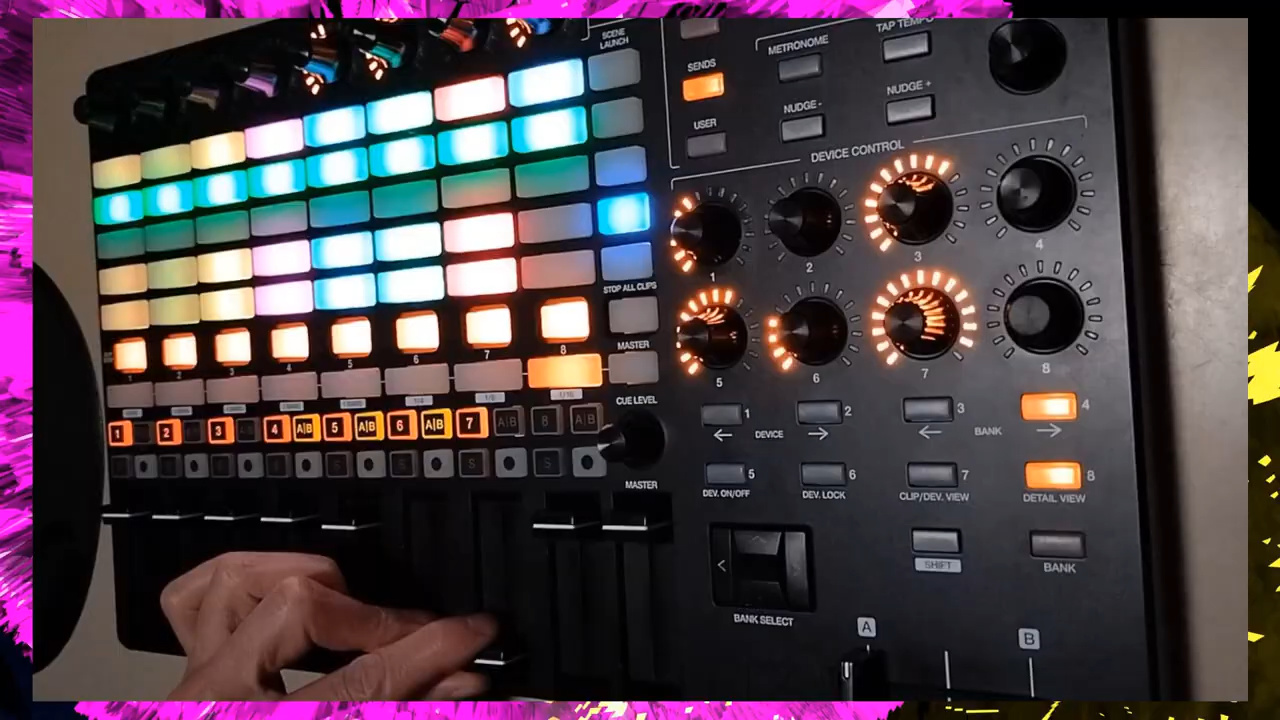 SCENE
LAUNCH
METRONOME
TAP TEMPO
SENDS
NUDGE -
NUDGE +
USER
DEVICE CONTROL
1
2
3
4
STOP ALL CLIPS
1 2 3 4 5 6 7 8
MASTER
5 6 7 8
CUE LEVEL
1 2 3 4
← DEVICE → ← BANK →
1 2 3 4 A|B 5 A|B 6 A|B 7 A|B 8 A|B
S S
5 6 7 8
MASTER
DEV. ON/OFF DEV. LOCK CLIP/DEV. VIEW DETAIL VIEW
SHIFT
BANK
BANK SELECT
A
B